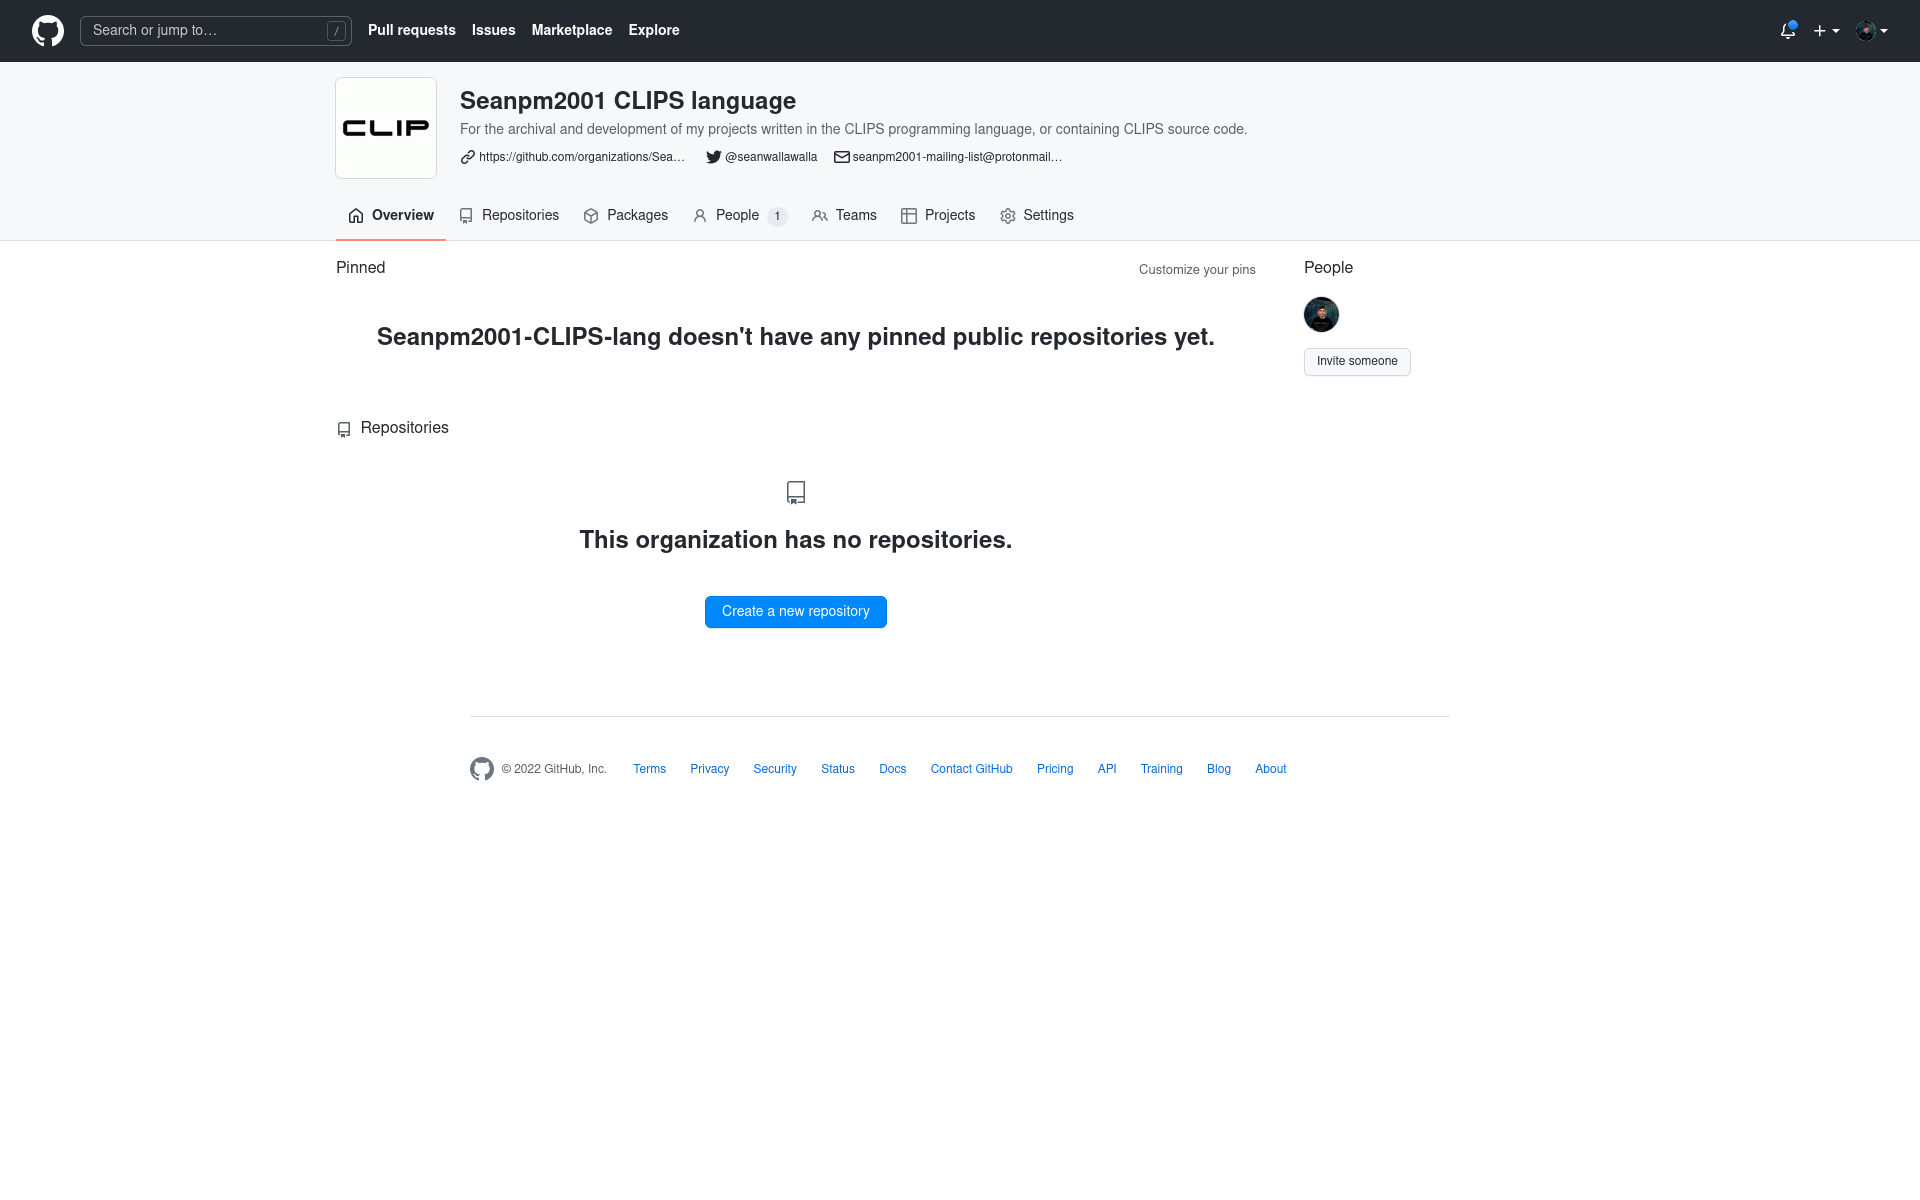 Search or jump to… /
Pull requests Issues Marketplace Explore
CLIP
Seanpm2001 CLIPS language
For the archival and development of my projects written in the CLIPS programming language, or containing CLIPS source code.
https://github.com/organizations/Sea… @seanwallawalla seanpm2001-mailing-list@protonmail…
Overview Repositories Packages People 1 Teams Projects Settings
Pinned Customize your pins
Seanpm2001-CLIPS-lang doesn't have any pinned public repositories yet.
People
Invite someone
Repositories
This organization has no repositories.
Create a new repository
© 2022 GitHub, Inc. Terms Privacy Security Status Docs Contact GitHub Pricing API Training Blog About